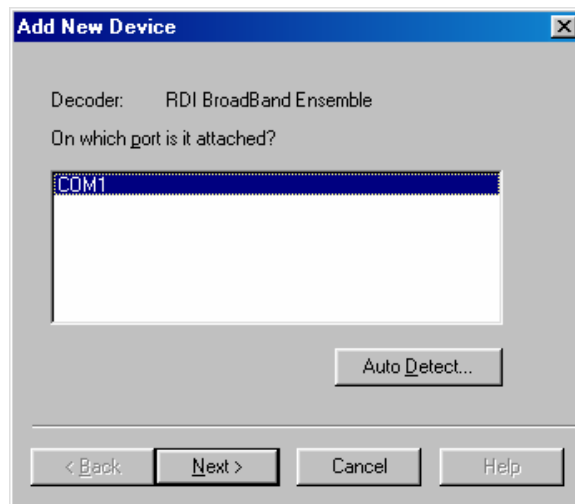 Add New Device
Decoder: RDI BroadBand Ensemble
On which port is it attached?
COM1
Auto Detect...
< Back Next > Cancel Help